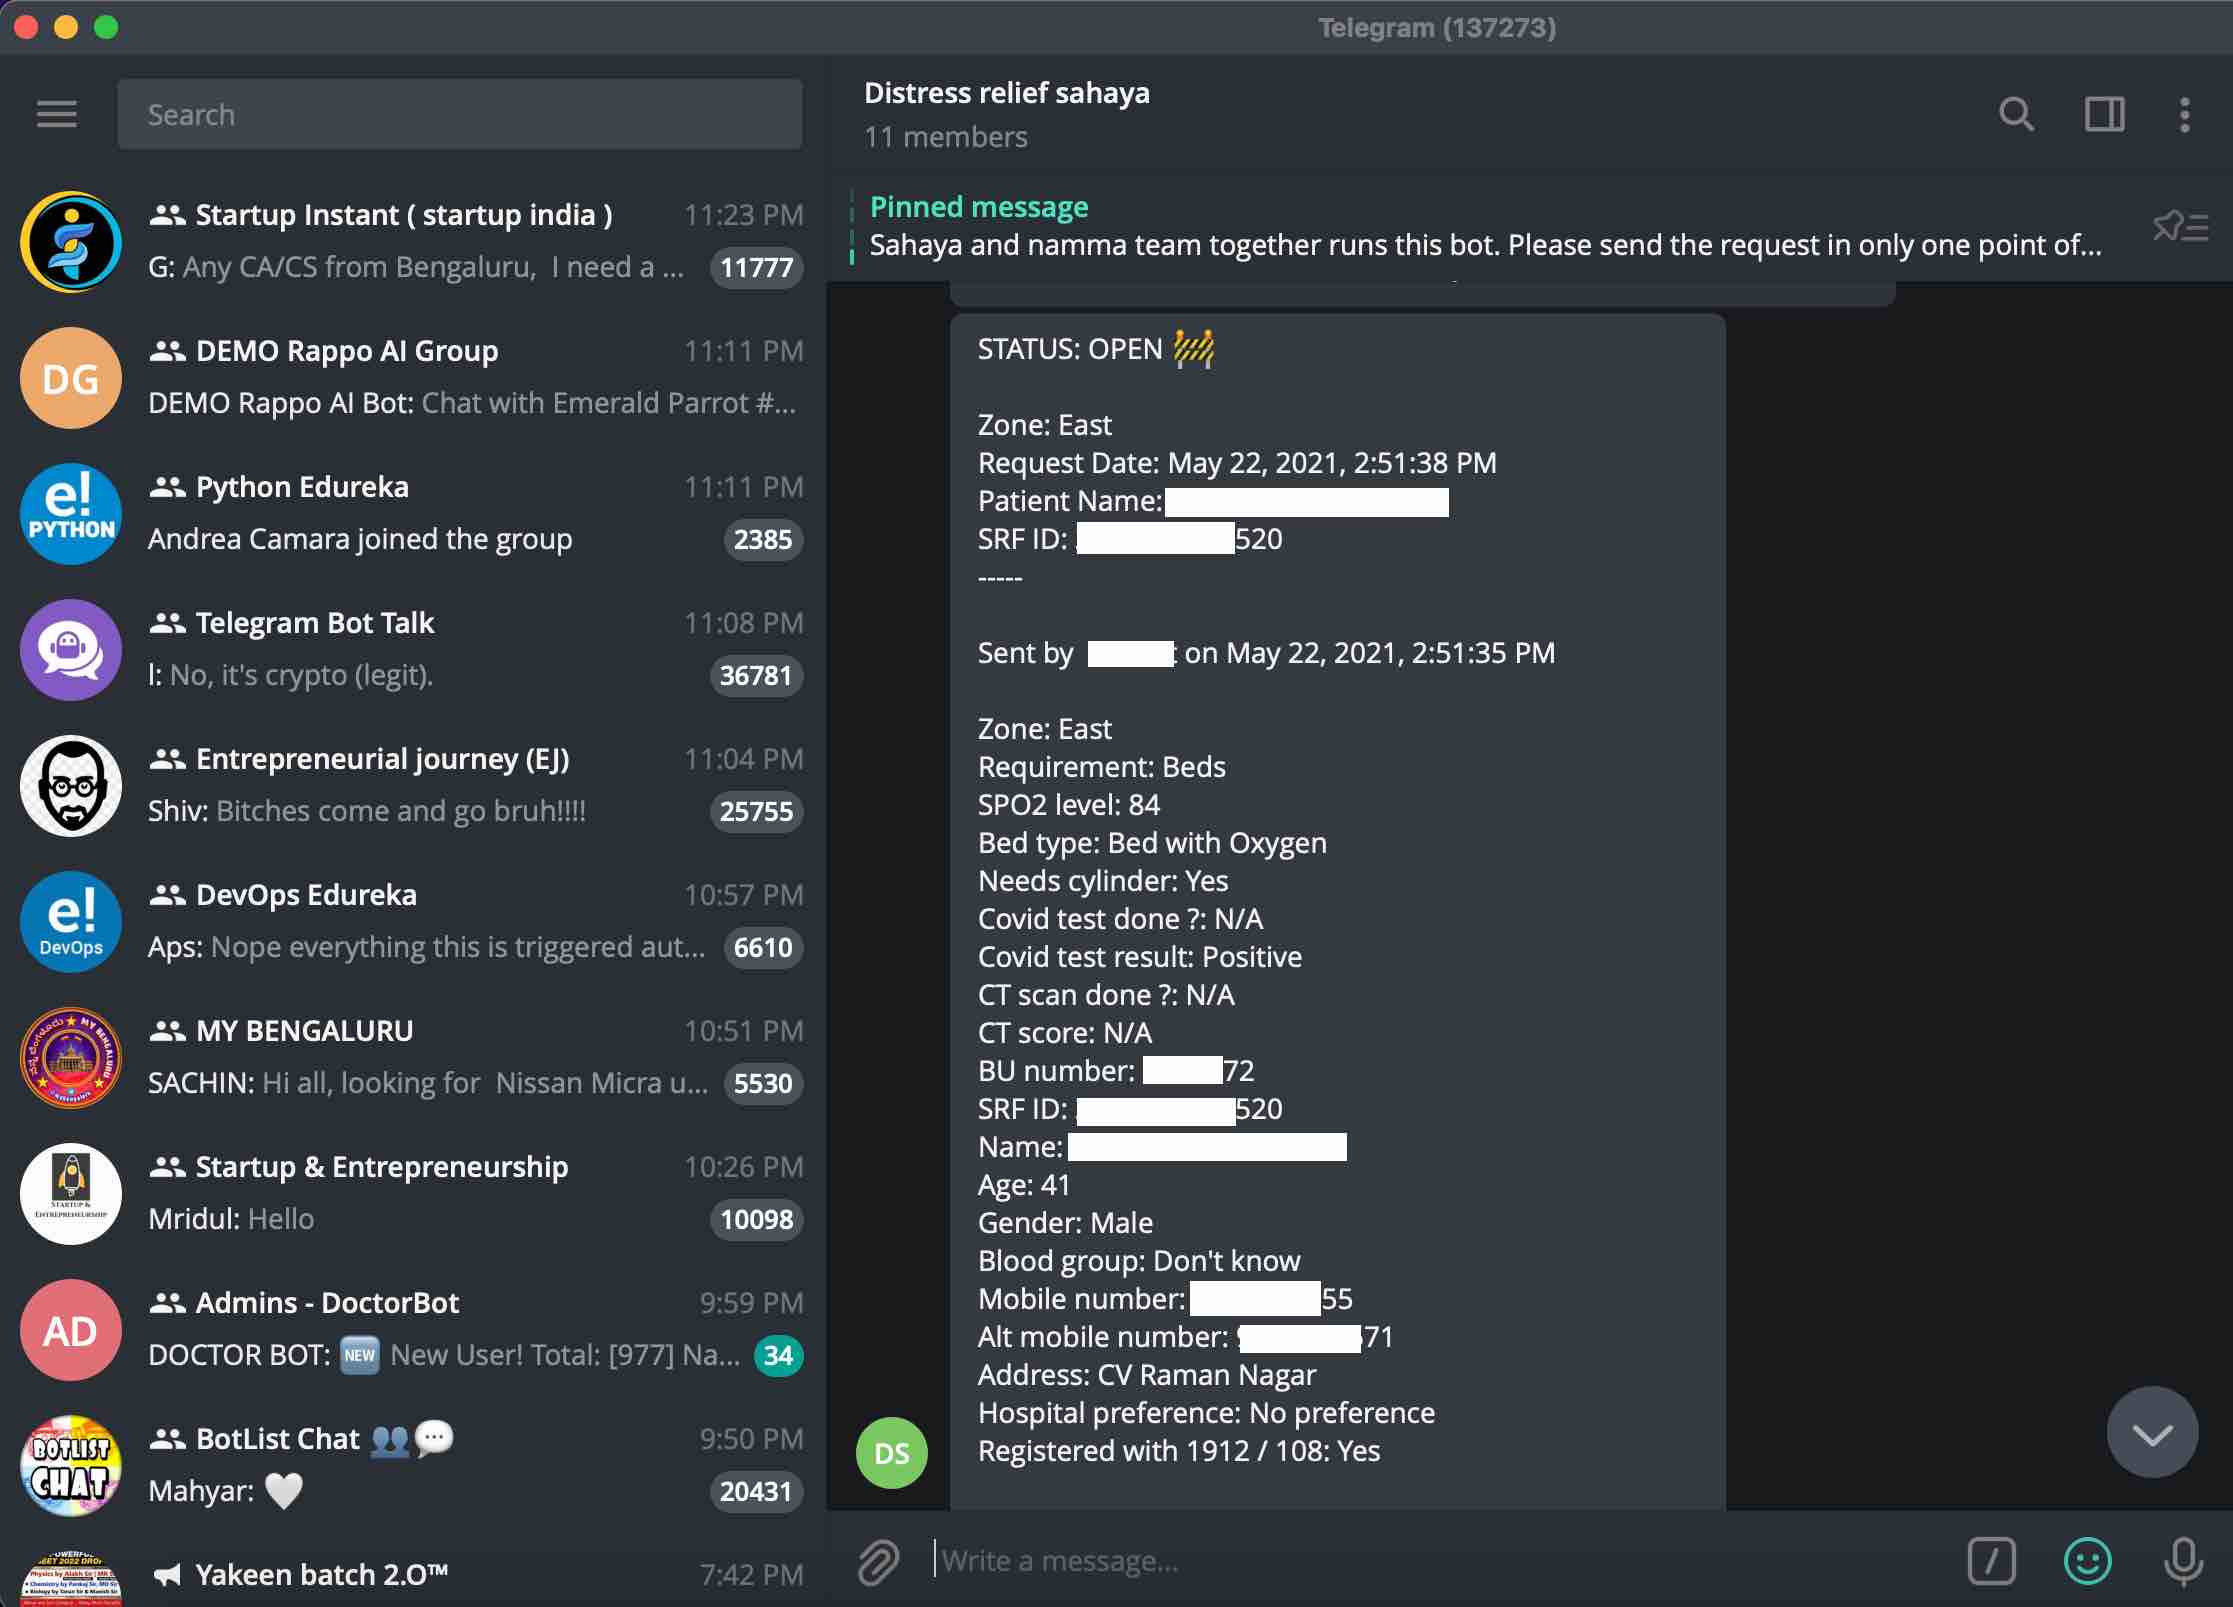 Telegram (137273)
Search
Startup Instant ( startup india )
11:23 PM
G: Any CA/CS from Bengaluru,  I need a ...
11777
DG
DEMO Rappo AI Group
11:11 PM
DEMO Rappo AI Bot: Chat with Emerald Parrot #...
e!
PYTHON
Python Edureka
11:11 PM
Andrea Camara joined the group
2385
Telegram Bot Talk
11:08 PM
l: No, it's crypto (legit).
36781
Entrepreneurial journey (EJ)
11:04 PM
Shiv: Bitches come and go bruh!!!!
25755
e!
DevOps
DevOps Edureka
10:57 PM
Aps: Nope everything this is triggered aut...
6610
MY BENGALURU
MY BENGALURU
10:51 PM
SACHIN: Hi all, looking for  Nissan Micra u...
5530
STARTUP &
ENTREPRENEURSHIP
Startup & Entrepreneurship
10:26 PM
Mridul: Hello
10098
AD
Admins - DoctorBot
9:59 PM
DOCTOR BOT: NEW New User! Total: [977] Na...
34
BOTLIST
CHAT
BotList Chat 👥💬
9:50 PM
Mahyar: 🤍
20431
Yakeen batch 2.O™
7:42 PM
Distress relief sahaya
11 members
Pinned message
Sahaya and namma team together runs this bot. Please send the request in only one point of...
STATUS: OPEN 🚧
Zone: East
Request Date: May 22, 2021, 2:51:38 PM
Patient Name:
SRF ID: 520
-----
Sent by on May 22, 2021, 2:51:35 PM
Zone: East
Requirement: Beds
SPO2 level: 84
Bed type: Bed with Oxygen
Needs cylinder: Yes
Covid test done ?: N/A
Covid test result: Positive
CT scan done ?: N/A
CT score: N/A
BU number: 72
SRF ID: 520
Name:
Age: 41
Gender: Male
Blood group: Don't know
Mobile number: 55
Alt mobile number: 71
Address: CV Raman Nagar
Hospital preference: No preference
Registered with 1912 / 108: Yes
DS
Write a message...